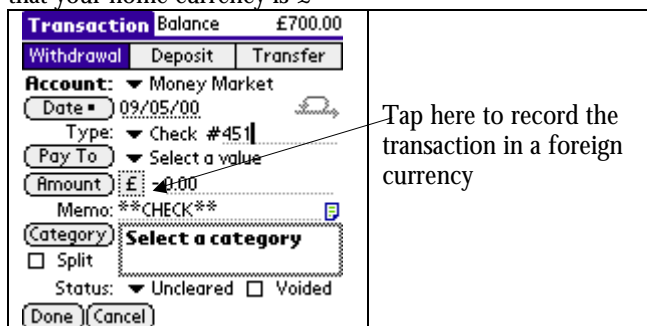 that your home currency is £
Transaction Balance £700.00
Withdrawal Deposit Transfer
Account: Money Market
Date 09/05/00
Type: Check #451
Pay To Select a value
Amount £ -0.00
Memo: **CHECK**
Category Select a category
Split
Status: Uncleared Voided
Done Cancel
Tap here to record the
transaction in a foreign
currency